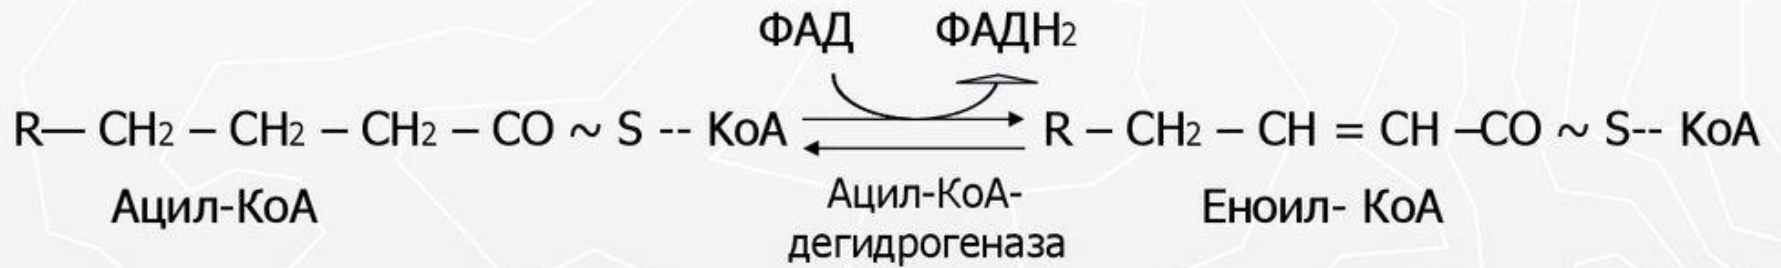 ФАД ФАДН2
R— CH2 – CH2 – CH2 – CO ~ S -- KoA R – CH2 – CH = CH –CO ~ S-- KoA
Ацил-КоА Ацил-КоА- Еноил- КоА
дегидрогеназа